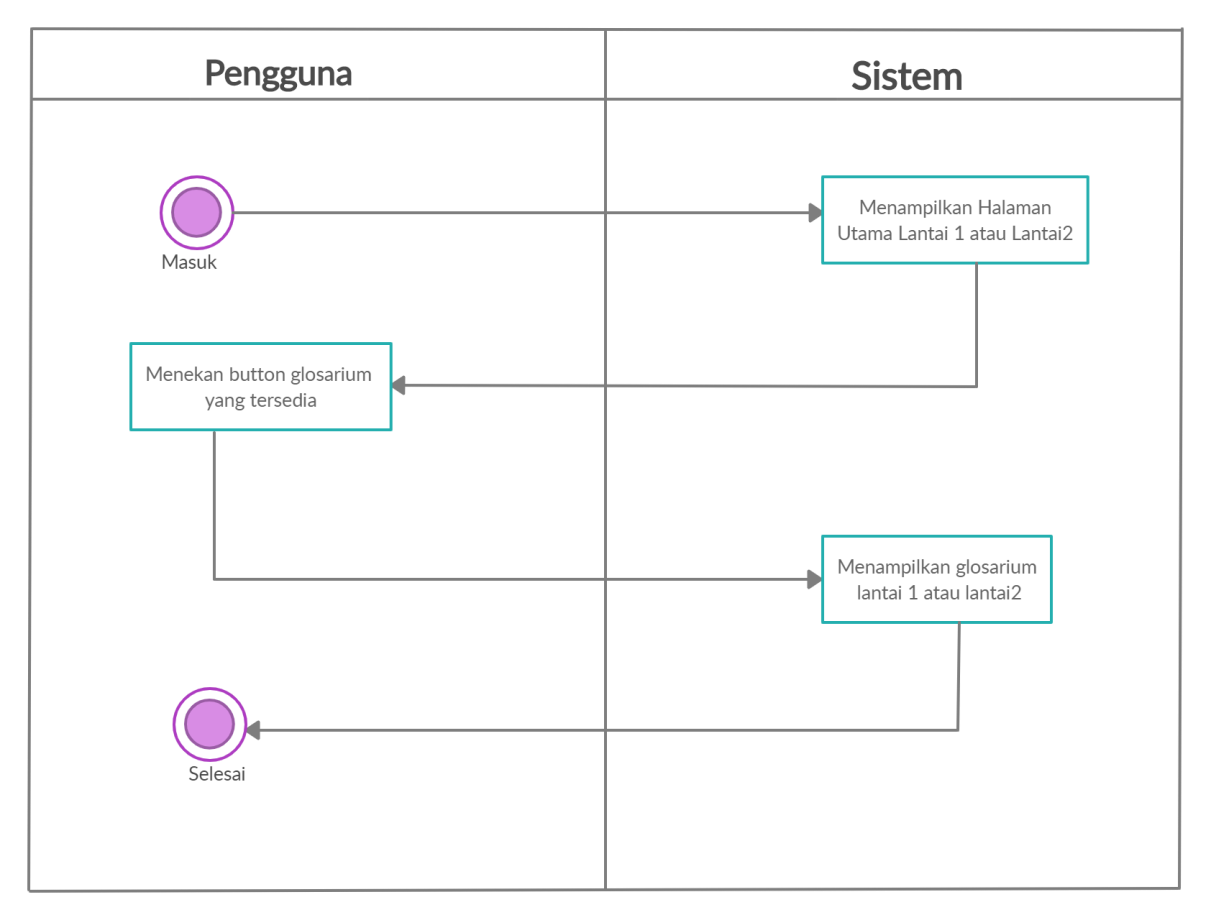 Pengguna
Sistem
Masuk
Menampilkan Halaman
Utama Lantai 1 atau Lantai2
Menekan button glosarium
yang tersedia
Menampilkan glosarium
lantai 1 atau lantai2
Selesai